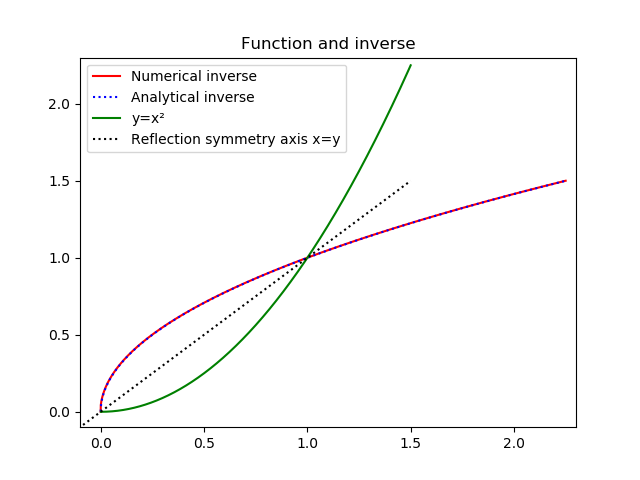 Function and inverse
Numerical inverse
Analytical inverse
y=x²
Reflection symmetry axis x=y
2.0
1.5
1.0
0.5
0.0
0.0 0.5 1.0 1.5 2.0